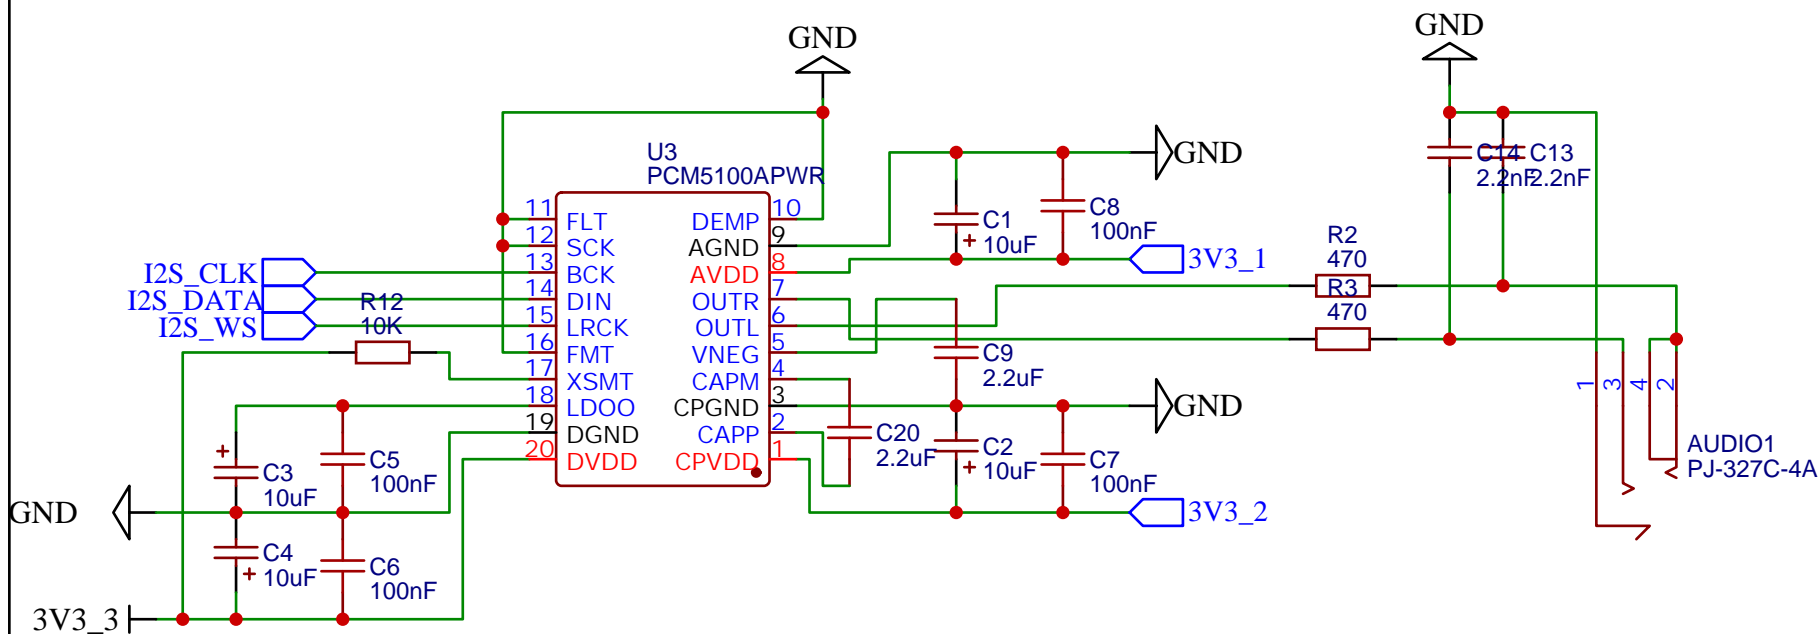 GND
GND
U3
PCM5100APWR
GND
11 FLT DEMP 10
12 SCK AGND 9
13 BCK AVDD 8
14 DIN OUTR 7
15 LRCK OUTL 6
16 FMT VNEG 5
17 XSMT CAPM 4
18 LDOO CPGND 3
19 DGND CAPP 2
20 DVDD CPVDD 1
I2S_CLK
I2S_DATA
I2S_WS
R12
10K
C1
10uF
C8
100nF
3V3_1
C14
2.2nF
C13
2.2nF
R2
470
R3
470
C9
2.2uF
GND
C20
2.2uF
C2
10uF
C7
100nF
3V3_2
1
3
4
2
AUDIO1
PJ-327C-4A
C3
10uF
C5
100nF
GND
C4
10uF
C6
100nF
3V3_3